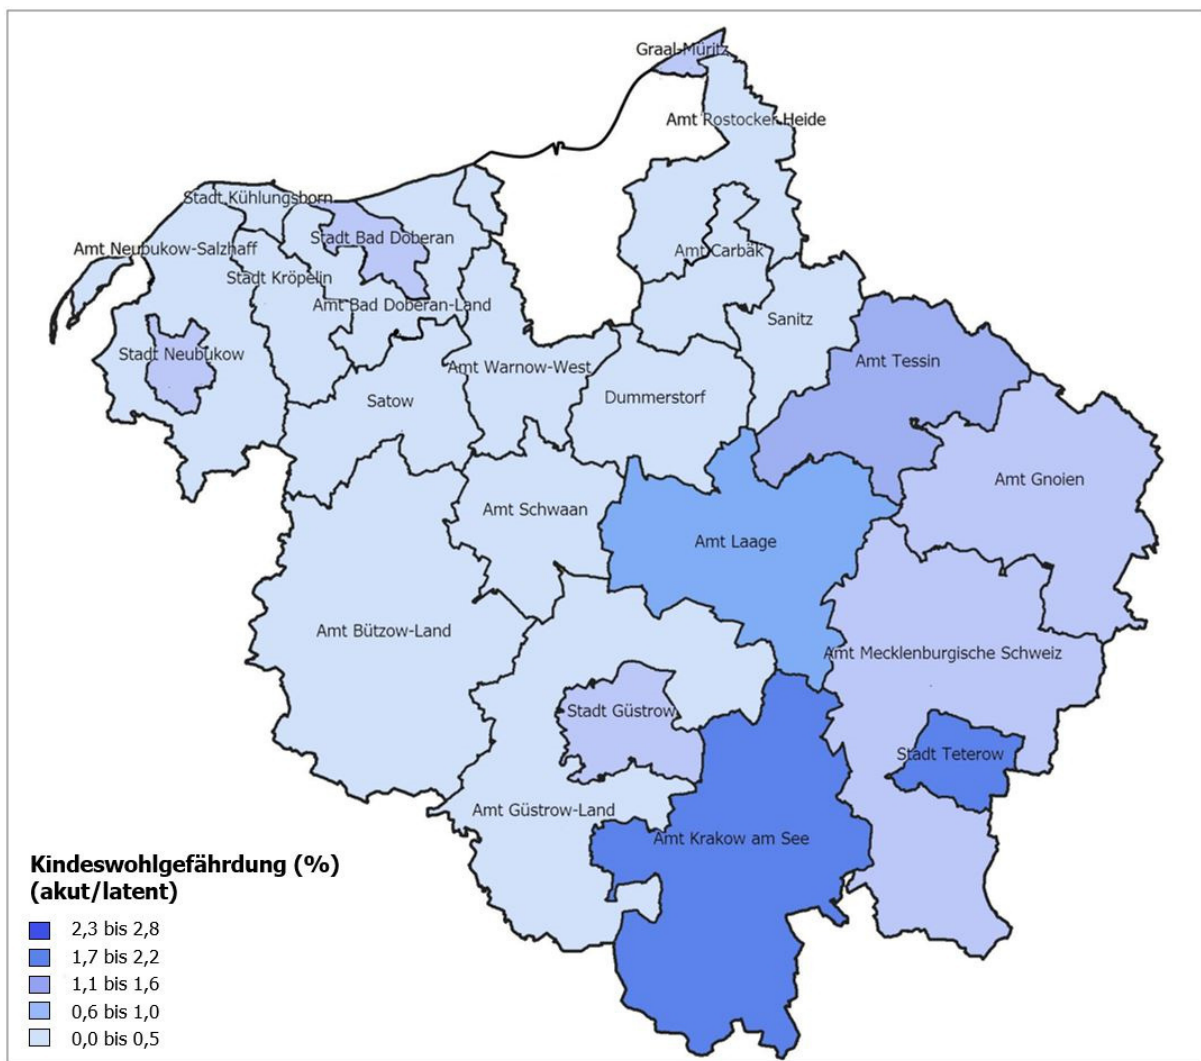 Graal-Müritz
Amt Rostocker Heide
Stadt Kühlungsborn
Stadt Bad Doberan
Amt Neubukow-Salzhaff
Amt Carbäk
Stadt Kröpelin
Amt Bad Doberan-Land
Sanitz
Stadt Neubukow
Amt Warnow-West
Amt Tessin
Satow
Dummerstorf
Amt Gnoien
Amt Schwaan
Amt Laage
Amt Bützow-Land
Amt Mecklenburgische Schweiz
Stadt Güstrow
Stadt Teterow
Amt Güstrow-Land
Amt Krakow am See
Kindeswohlgefährdung (%)
(akut/latent)
2,3 bis 2,8
1,7 bis 2,2
1,1 bis 1,6
0,6 bis 1,0
0,0 bis 0,5